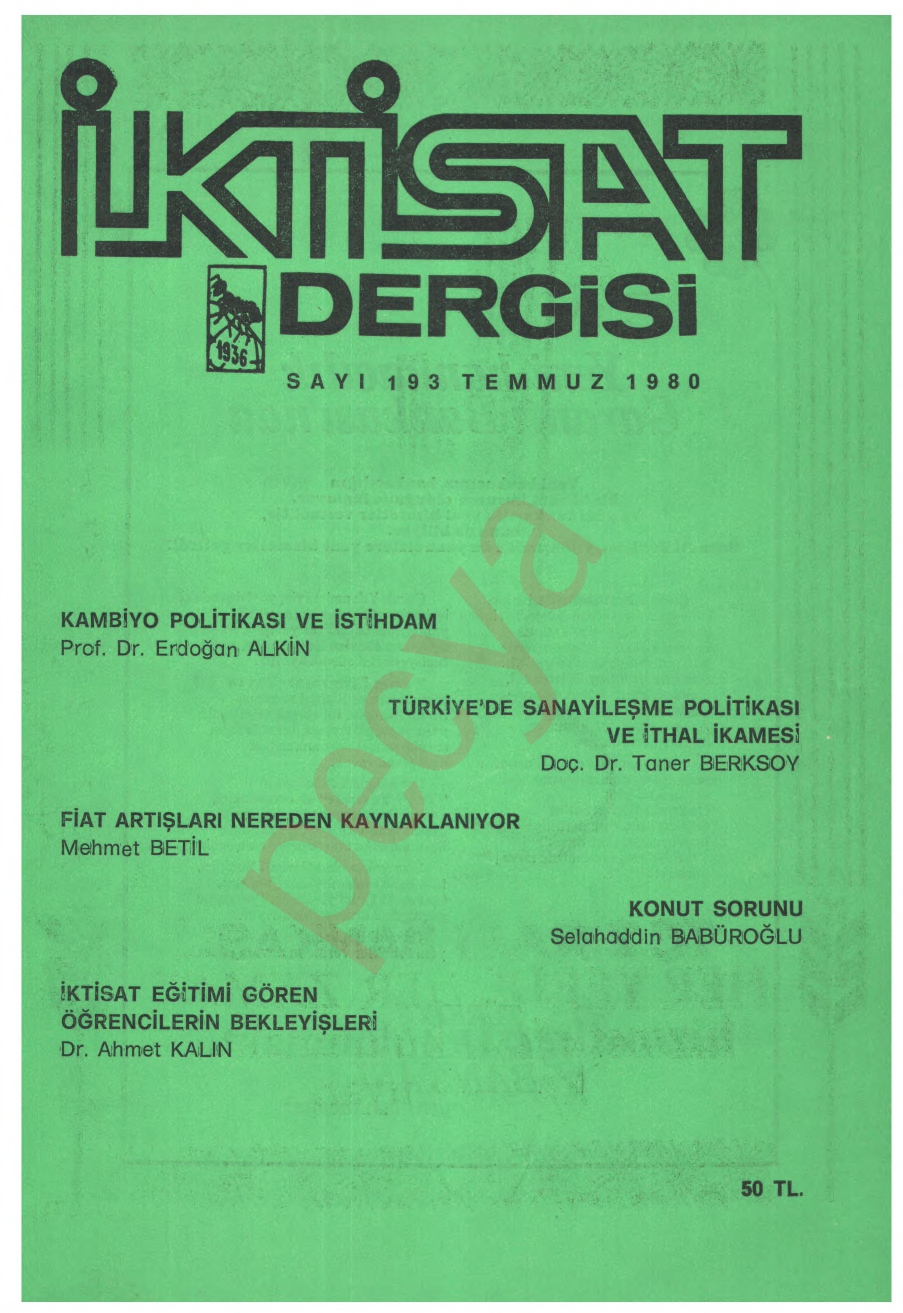 İKTİSAT
DERGİSİ
1936
SAYI 193 TEMMUZ 1980
KAMBİYO POLİTİKASI VE İSTİHDAM
Prof. Dr. Erdoğan ALKİN
TÜRKİYE'DE SANAYİLEŞME POLİTİKASI
VE İTHAL İKAMESİ
Doç. Dr. Taner BERKSOY
FİAT ARTIŞLARI NEREDEN KAYNAKLANIYOR
Mehmet BETİL
KONUT SORUNU
Selahaddin BABÜROĞLU
İKTİSAT EĞİTİMİ GÖREN
ÖĞRENCİLERİN BEKLEYİŞLERİ
Dr. Ahmet KALIN
50 TL.
pecya